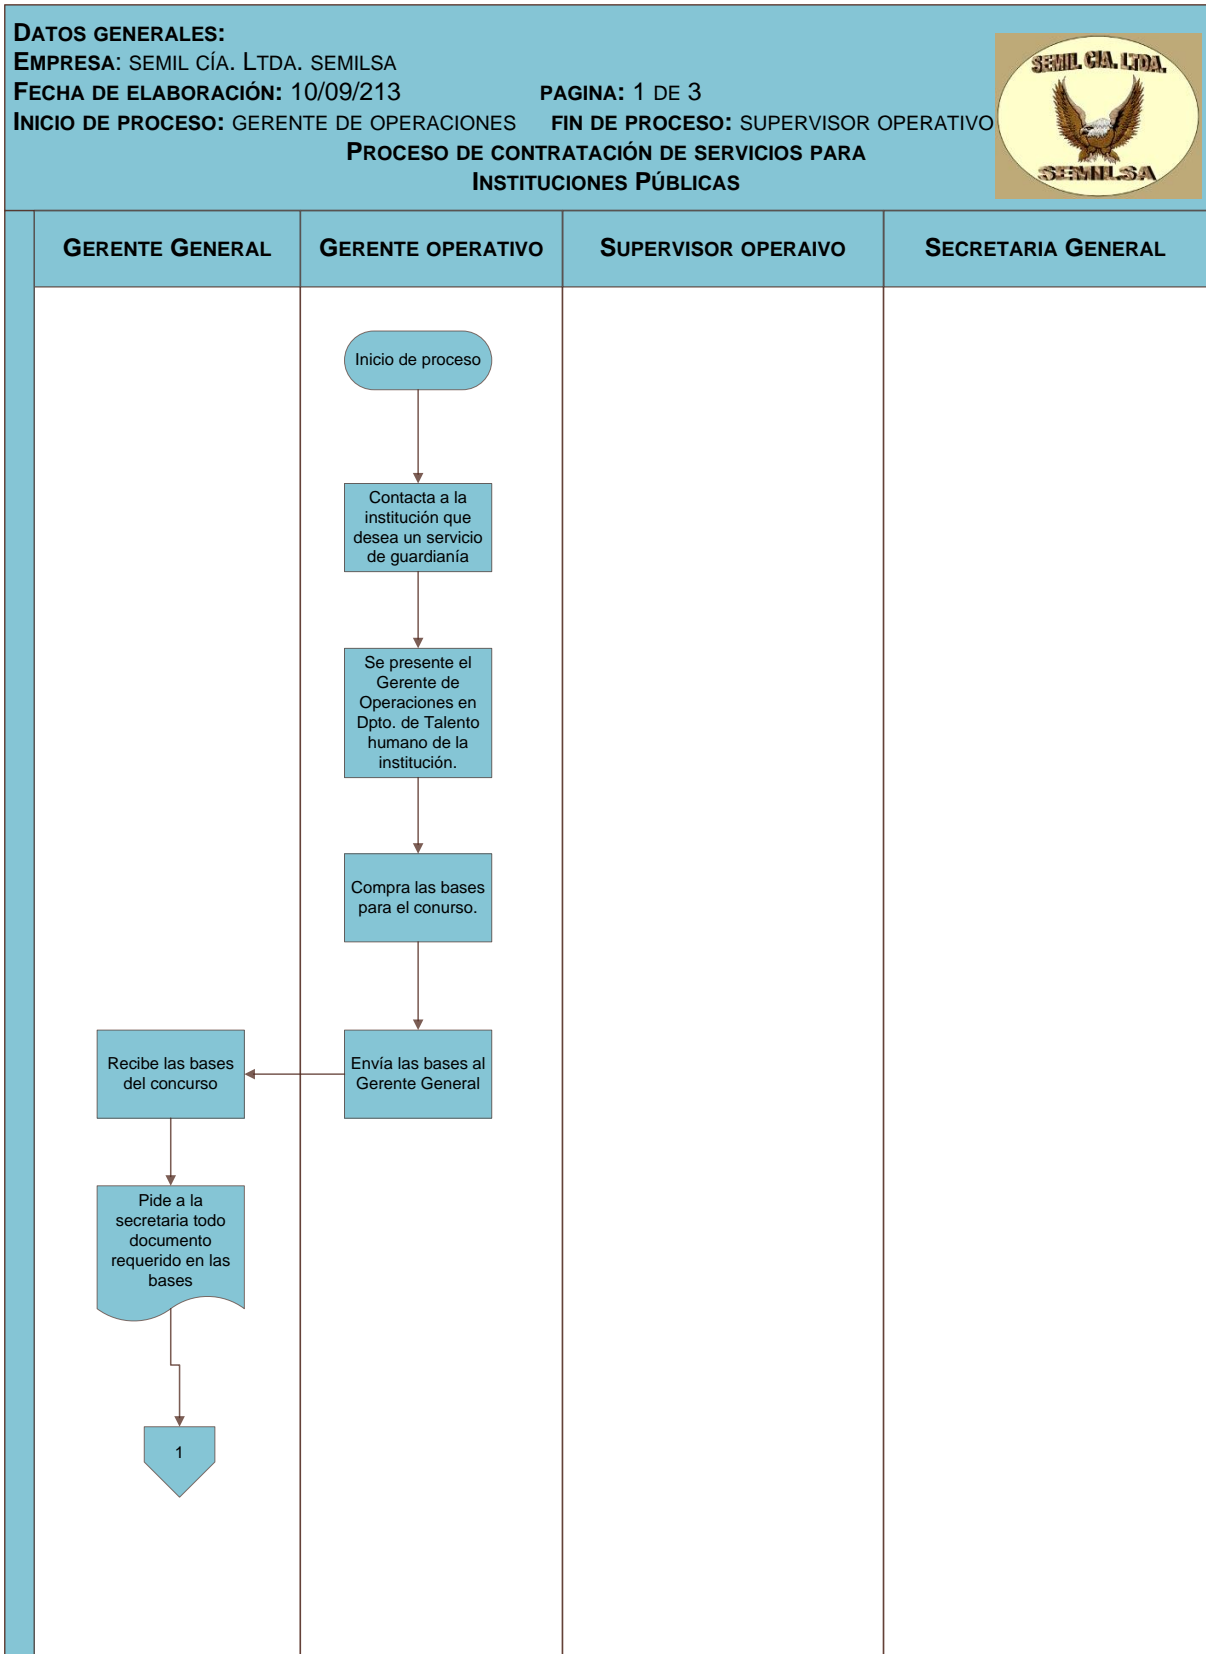 DATOS GENERALES:
EMPRESA: SEMIL CÍA. LTDA. SEMILSA
FECHA DE ELABORACIÓN: 10/09/213 PAGINA: 1 DE 3
INICIO DE PROCESO: GERENTE DE OPERACIONES FIN DE PROCESO: SUPERVISOR OPERATIVO
PROCESO DE CONTRATACIÓN DE SERVICIOS PARA
INSTITUCIONES PÚBLICAS
SEMIL CIA. LTDA.
SEMILSA
GERENTE GENERAL
GERENTE OPERATIVO
SUPERVISOR OPERAIVO
SECRETARIA GENERAL
Inicio de proceso
Contacta a la
institución que
desea un servicio
de guardianía
Se presente el
Gerente de
Operaciones en
Dpto. de Talento
humano de la
institución.
Compra las bases
para el conurso.
Envía las bases al
Gerente General
Recibe las bases
del concurso
Pide a la
secretaria todo
documento
requerido en las
bases
1